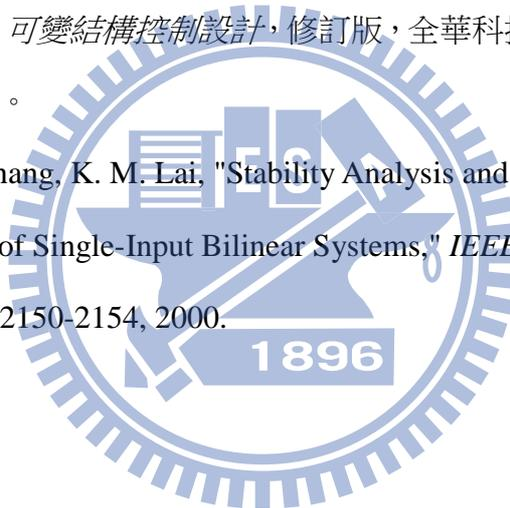 可變結構控制設計，修訂版，全華科
。
hang, K. M. Lai, "Stability Analysis and
of Single-Input Bilinear Systems," IEEE
2150-2154, 2000.
ES
1896